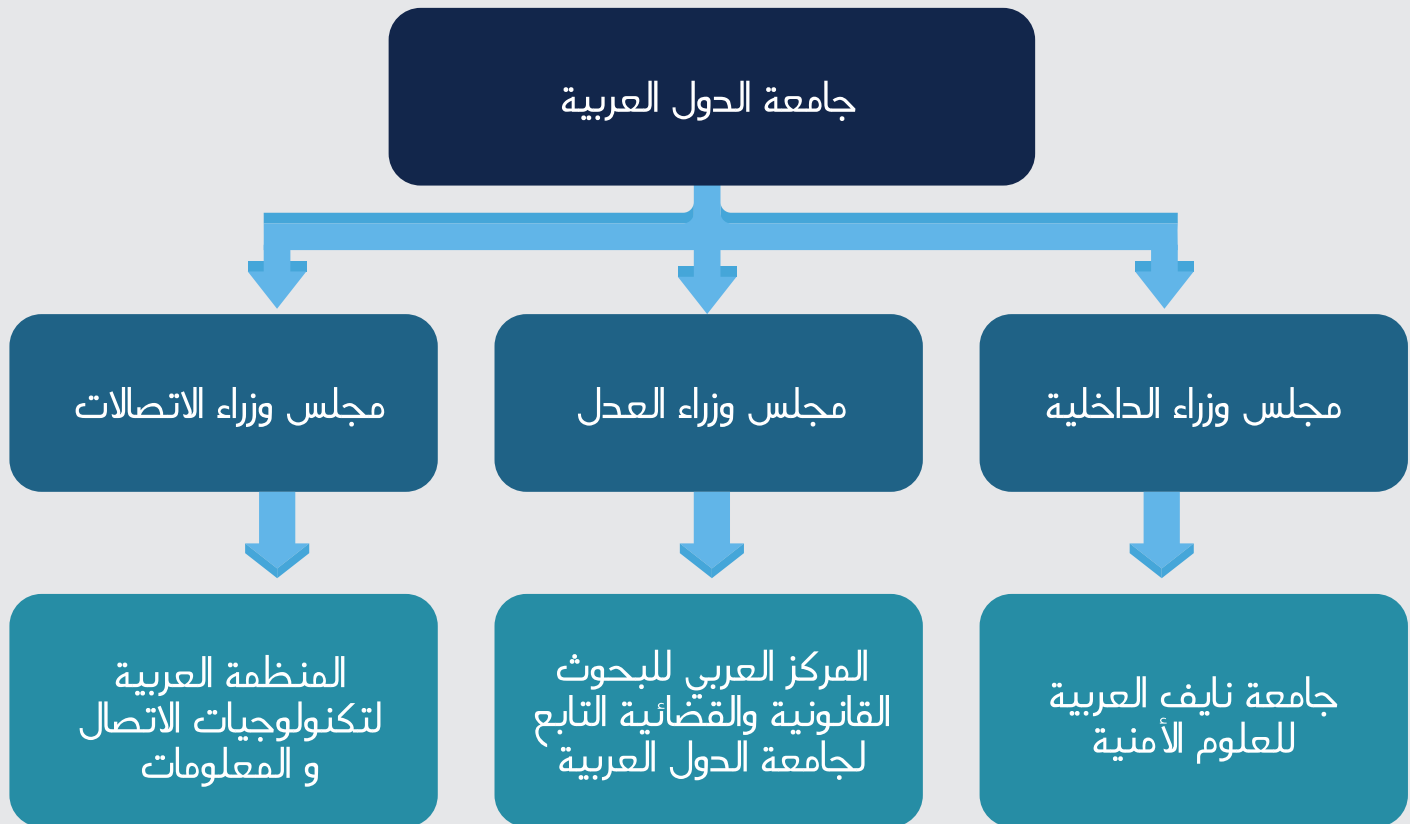 جامعة الدول العربية
مجلس وزراء الداخلية
مجلس وزراء العدل
مجلس وزراء الاتصالات
جامعة نايف العربية
للعلوم الأمنية
المركز العربي للبحوث
القانونية والقضائية التابع
لجامعة الدول العربية
المنظمة العربية
لتكنولوجيات الاتصال
و المعلومات